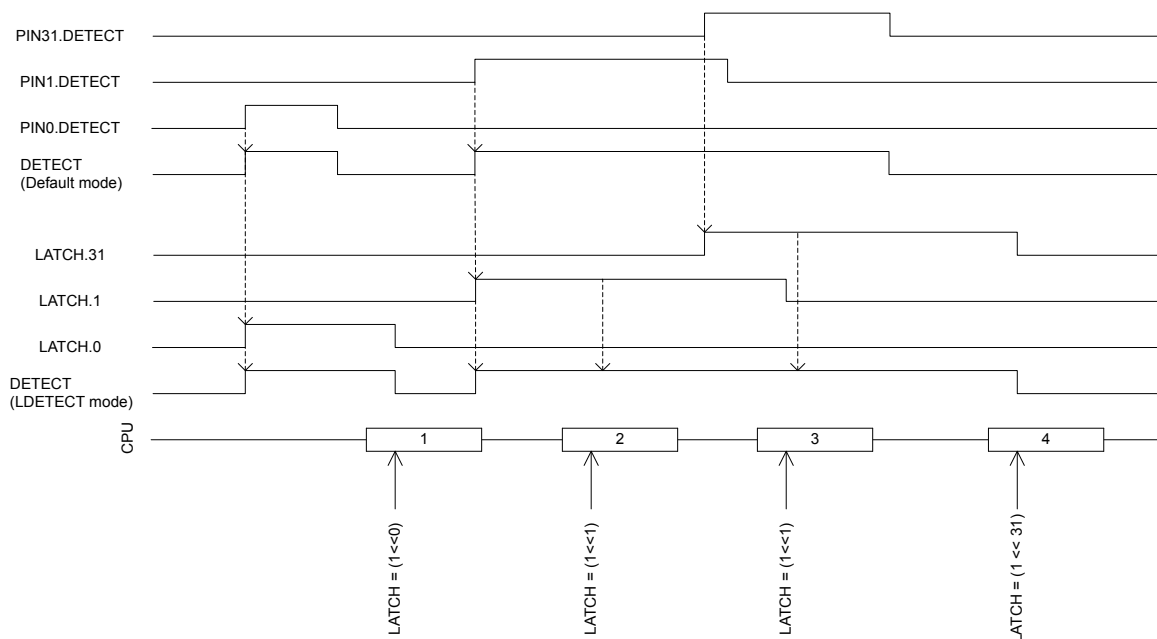 PIN31.DETECT
PIN1.DETECT
PIN0.DETECT
DETECT
(Default mode)
LATCH.31
LATCH.1
LATCH.0
DETECT
(LDETECT mode)
CPU
1
2
3
4
LATCH = (1<<0)
LATCH = (1<<1)
LATCH = (1<<1)
ATCH = (1 << 31)